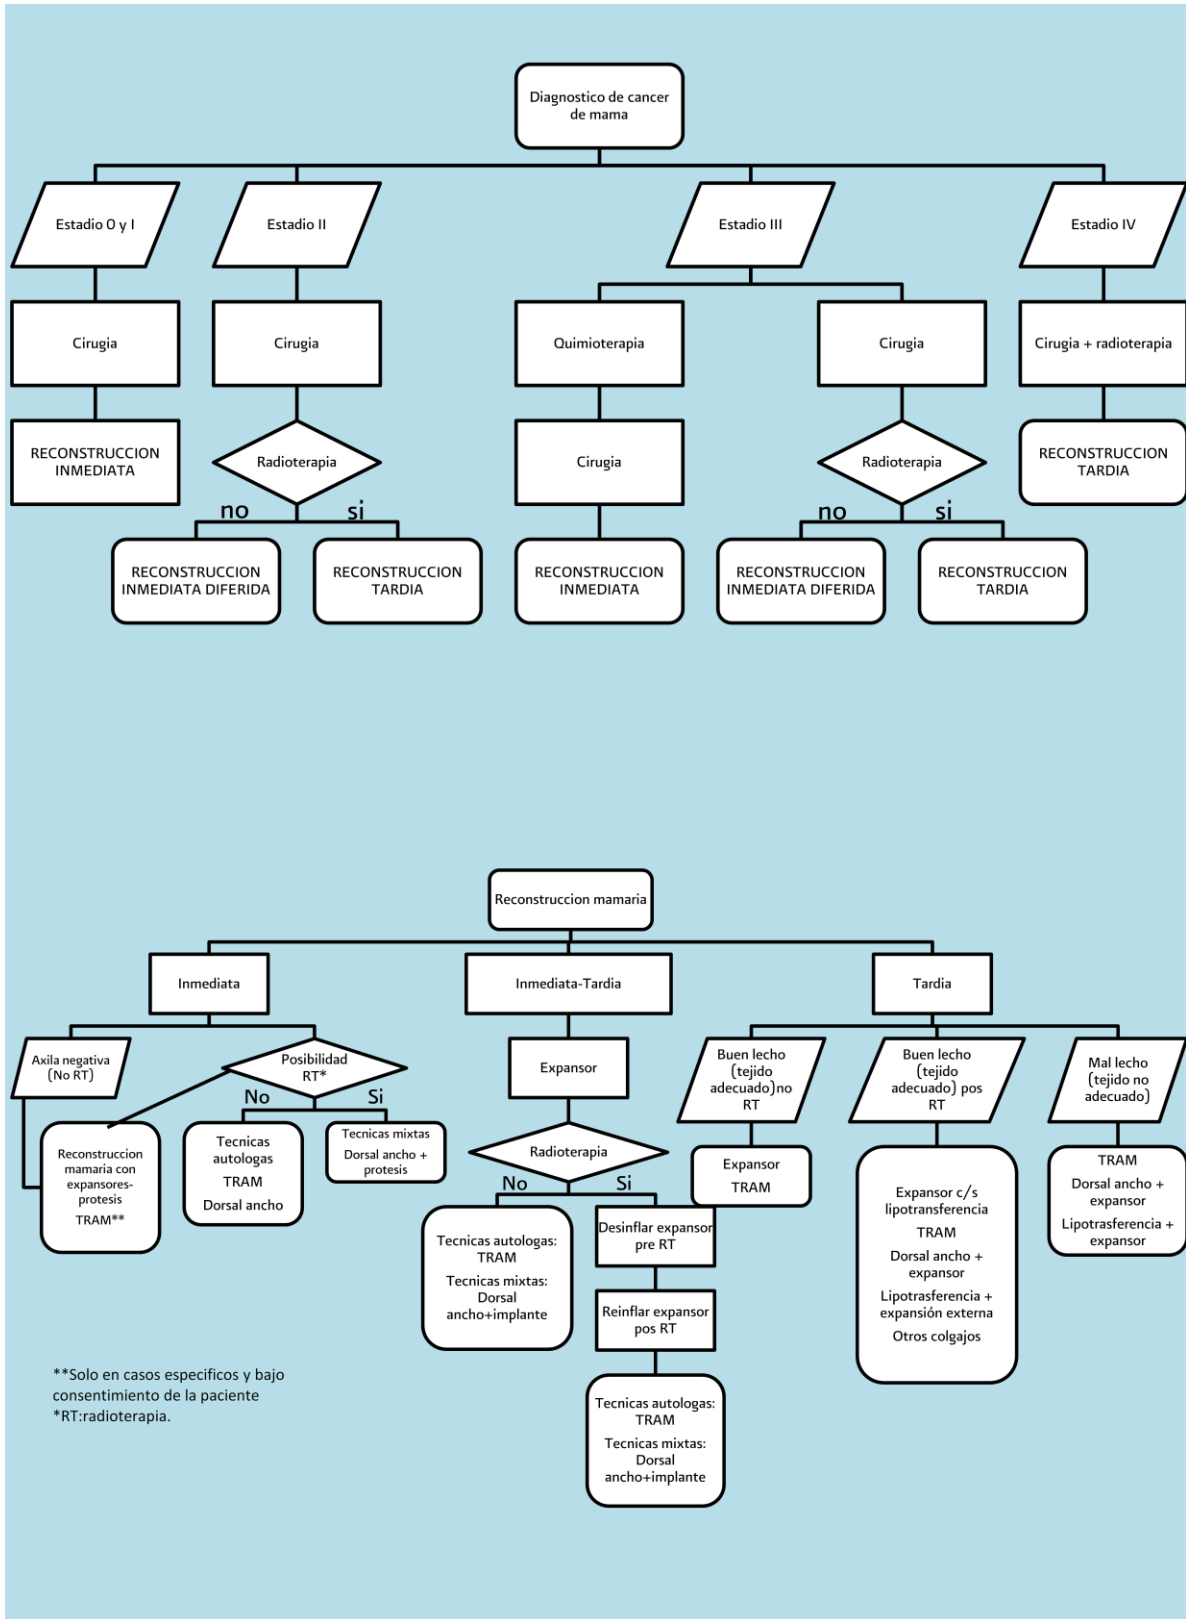 Diagnostico de cancer
de mama
Estadio 0 y I
Estadio II
Estadio III
Estadio IV
Cirugia
Cirugia
Quimioterapia
Cirugia
Cirugia + radioterapia
RECONSTRUCCION
INMEDIATA
Radioterapia
Cirugia
Radioterapia
RECONSTRUCCION
TARDIA
no
si
no
si
RECONSTRUCCION
INMEDIATA DIFERIDA
RECONSTRUCCION
TARDIA
RECONSTRUCCION
INMEDIATA
RECONSTRUCCION
INMEDIATA DIFERIDA
RECONSTRUCCION
TARDIA
Reconstruccion mamaria
Inmediata
Inmediata-Tardia
Tardia
Axila negativa
(No RT)
Posibilidad
RT*
Expansor
Buen lecho
(tejido
adecuado)no
RT
Buen lecho
(tejido
adecuado) pos
RT
Mal lecho
(tejido no
adecuado)
No
Si
Reconstruccion
mamaria con
expansores-
protesis
TRAM**
Tecnicas
autologas
TRAM
Dorsal ancho
Tecnicas mixtas
Dorsal ancho +
protesis
Radioterapia
No
Si
Expansor
TRAM
Expansor c/s
lipotransferencia
TRAM
Dorsal ancho +
expansor
Lipotrasferencia +
expansión externa
Otros colgajos
TRAM
Dorsal ancho +
expansor
Lipotrasferencia +
expansor
Tecnicas autologas:
TRAM
Tecnicas mixtas:
Dorsal
ancho+implante
Desinflar expansor
pre RT
Reinflar expansor
pos RT
Tecnicas autologas:
TRAM
Tecnicas mixtas:
Dorsal
ancho+implante
**Solo en casos especificos y bajo
consentimiento de la paciente
*RT:radioterapia.